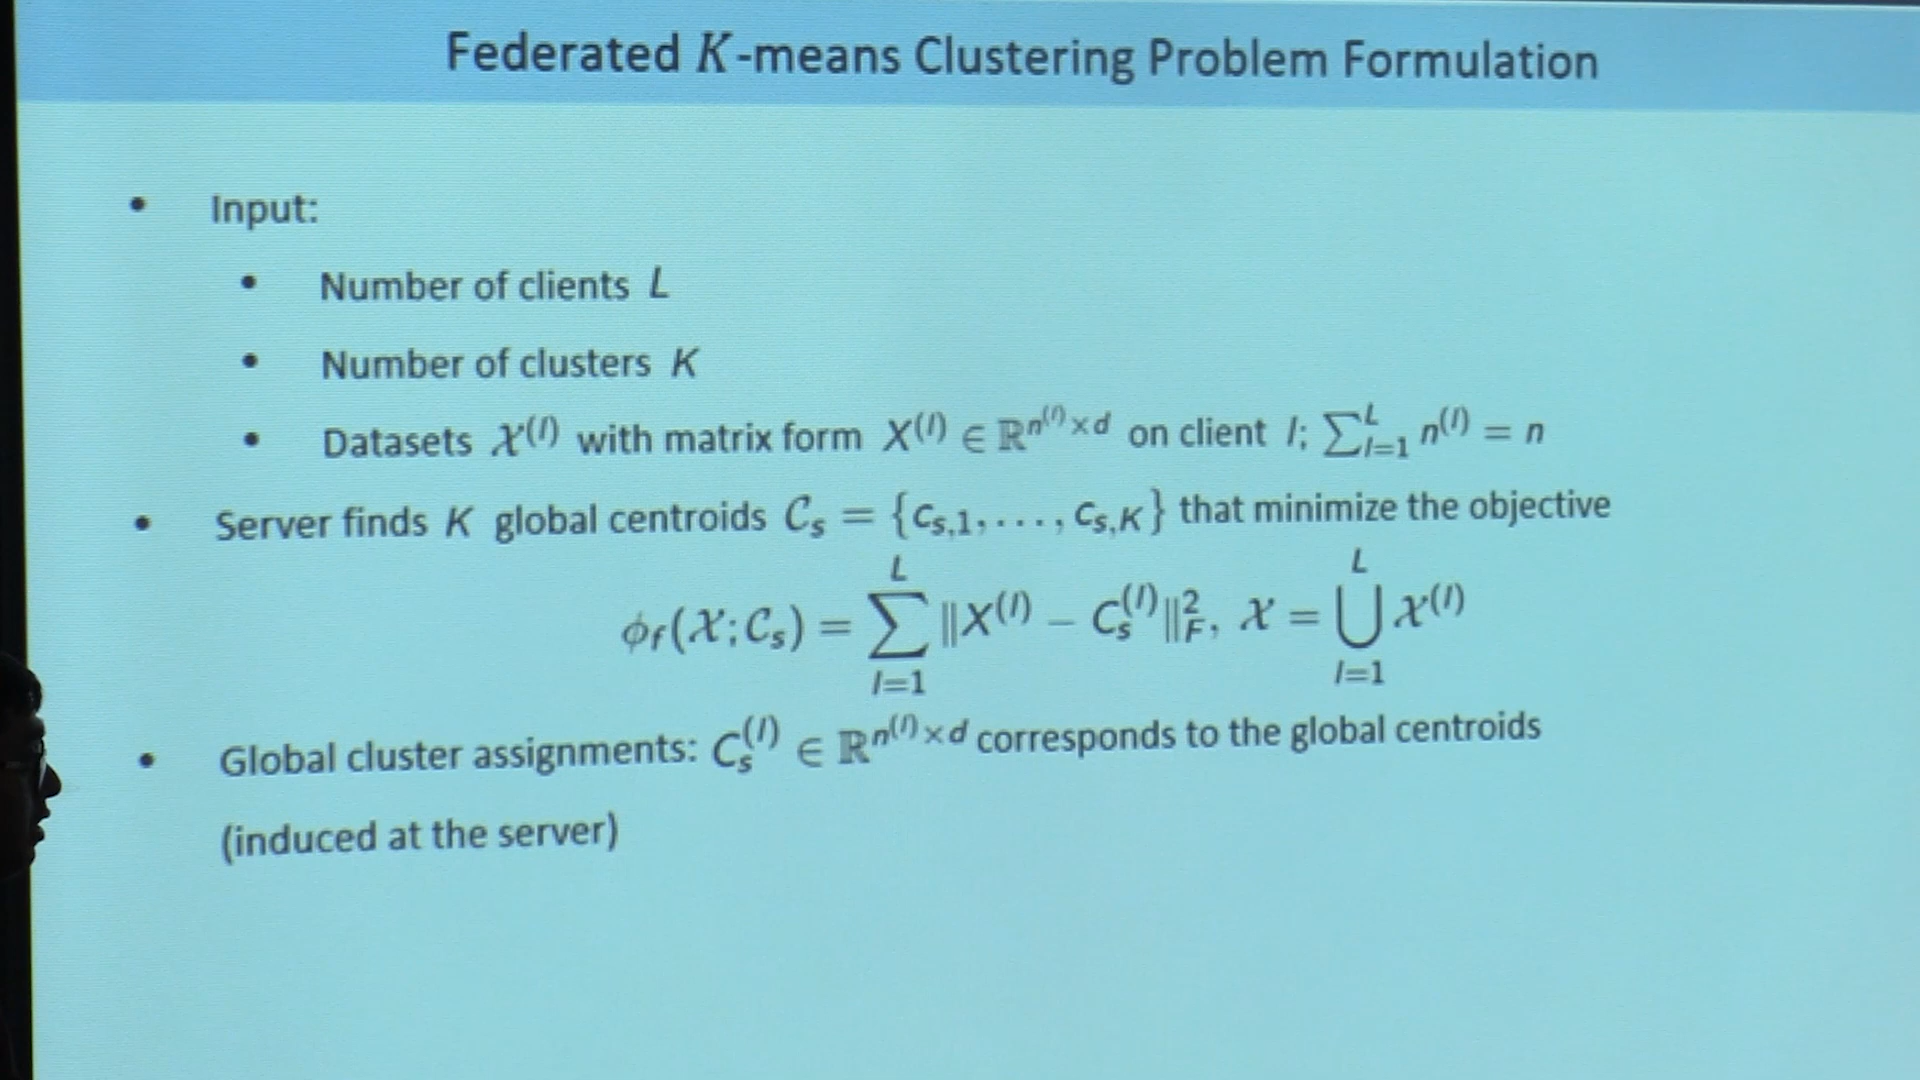 Federated K-means Clustering Problem Formulation
• Input:
• Number of clients L
• Number of clusters K
• Datasets 𝒳⁽ˡ⁾ with matrix form X⁽ˡ⁾ ∈ ℝ^{n⁽ˡ⁾×d} on client l; ∑_{l=1}^{L} n⁽ˡ⁾ = n
• Server finds K global centroids 𝒞_s = {c_{s,1}, . . . , c_{s,K}} that minimize the objective
ϕ_f(𝒳; 𝒞_s) = ∑_{l=1}^{L} ‖X⁽ˡ⁾ − C_s⁽ˡ⁾‖_F^2, 𝒳 = ⋃_{l=1}^{L} 𝒳⁽ˡ⁾
• Global cluster assignments: C_s⁽ˡ⁾ ∈ ℝ^{n⁽ˡ⁾×d} corresponds to the global centroids
(induced at the server)